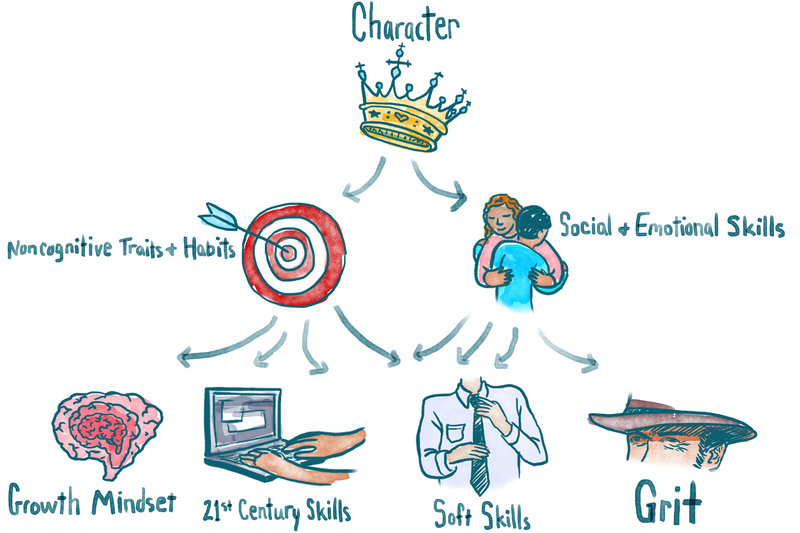 Character
Noncognitive Traits + Habits
Social + Emotional Skills
Growth Mindset
21st Century Skills
Soft Skills
Grit